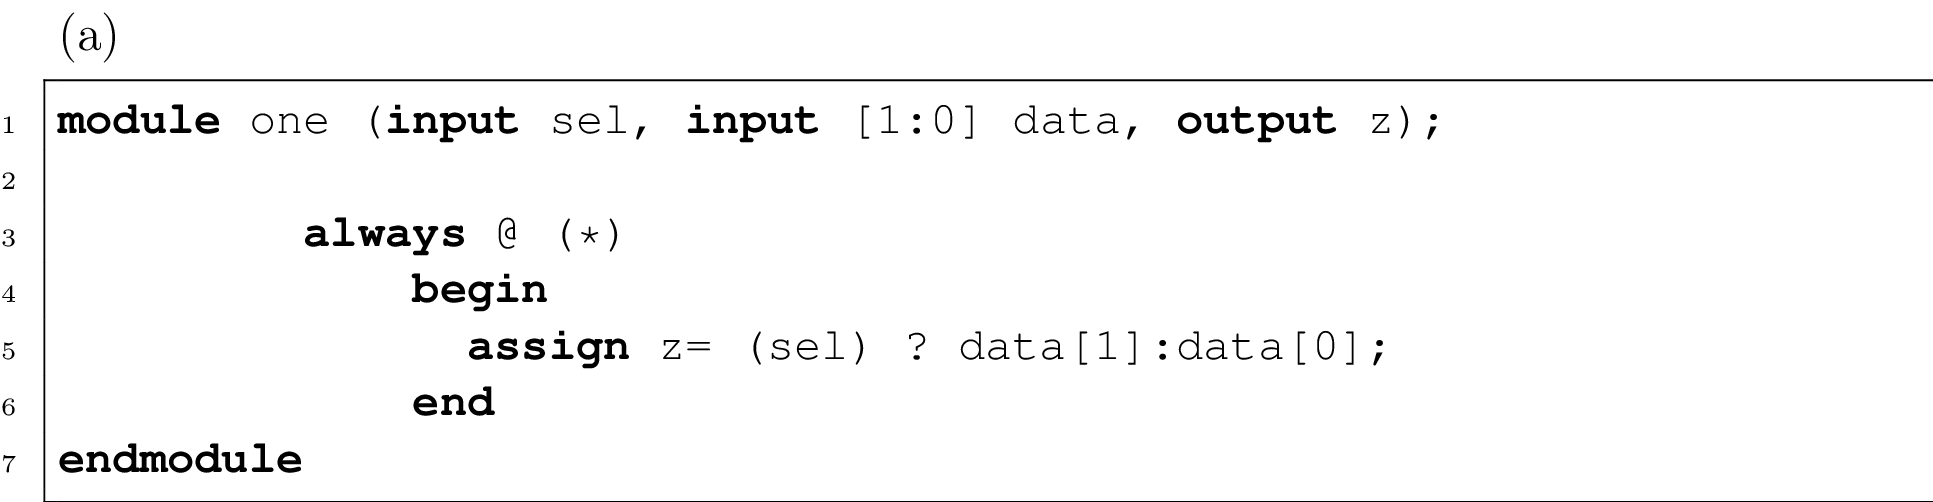 (a)
1 module one (input sel, input [1:0] data, output z);
2
3 always @ (*)
4 begin
5 assign z= (sel) ? data[1]:data[0];
6 end
7 endmodule